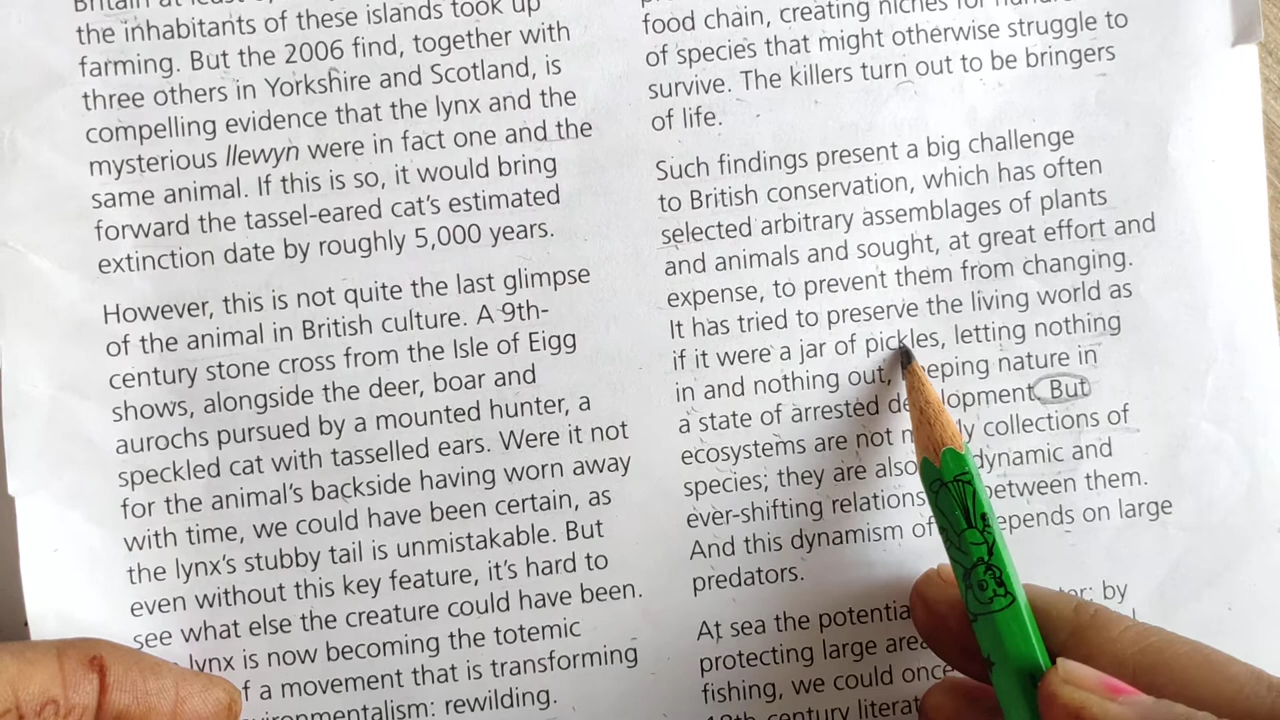 Britain at least
the inhabitants of these islands took up
farming. But the 2006 find, together with
three others in Yorkshire and Scotland, is
compelling evidence that the lynx and the
mysterious llewyn were in fact one and the
same animal. If this is so, it would bring
forward the tassel-eared cat's estimated
extinction date by roughly 5,000 years.
However, this is not quite the last glimpse
of the animal in British culture. A 9th-
century stone cross from the Isle of Eigg
shows, alongside the deer, boar and
aurochs pursued by a mounted hunter, a
speckled cat with tasselled ears. Were it not
for the animal's backside having worn away
with time, we could have been certain, as
the lynx's stubby tail is unmistakable. But
even without this key feature, it's hard to
see what else the creature could have been.
lynx is now becoming the totemic
of a movement that is transforming
environmentalism: rewilding.
food chain, creating niches for
of species that might otherwise struggle to
survive. The killers turn out to be bringers
of life.
Such findings present a big challenge
to British conservation, which has often
selected arbitrary assemblages of plants
and animals and sought, at great effort and
expense, to prevent them from changing.
It has tried to preserve the living world as
if it were a jar of pickles, letting nothing
in and nothing out, keeping nature in
a state of arrested development. But
ecosystems are not merely collections of
species; they are also dynamic and
ever-shifting relations between them.
And this dynamism often depends on large
predators.
At sea the potential by
protecting large areas
fishing, we could once
18th century